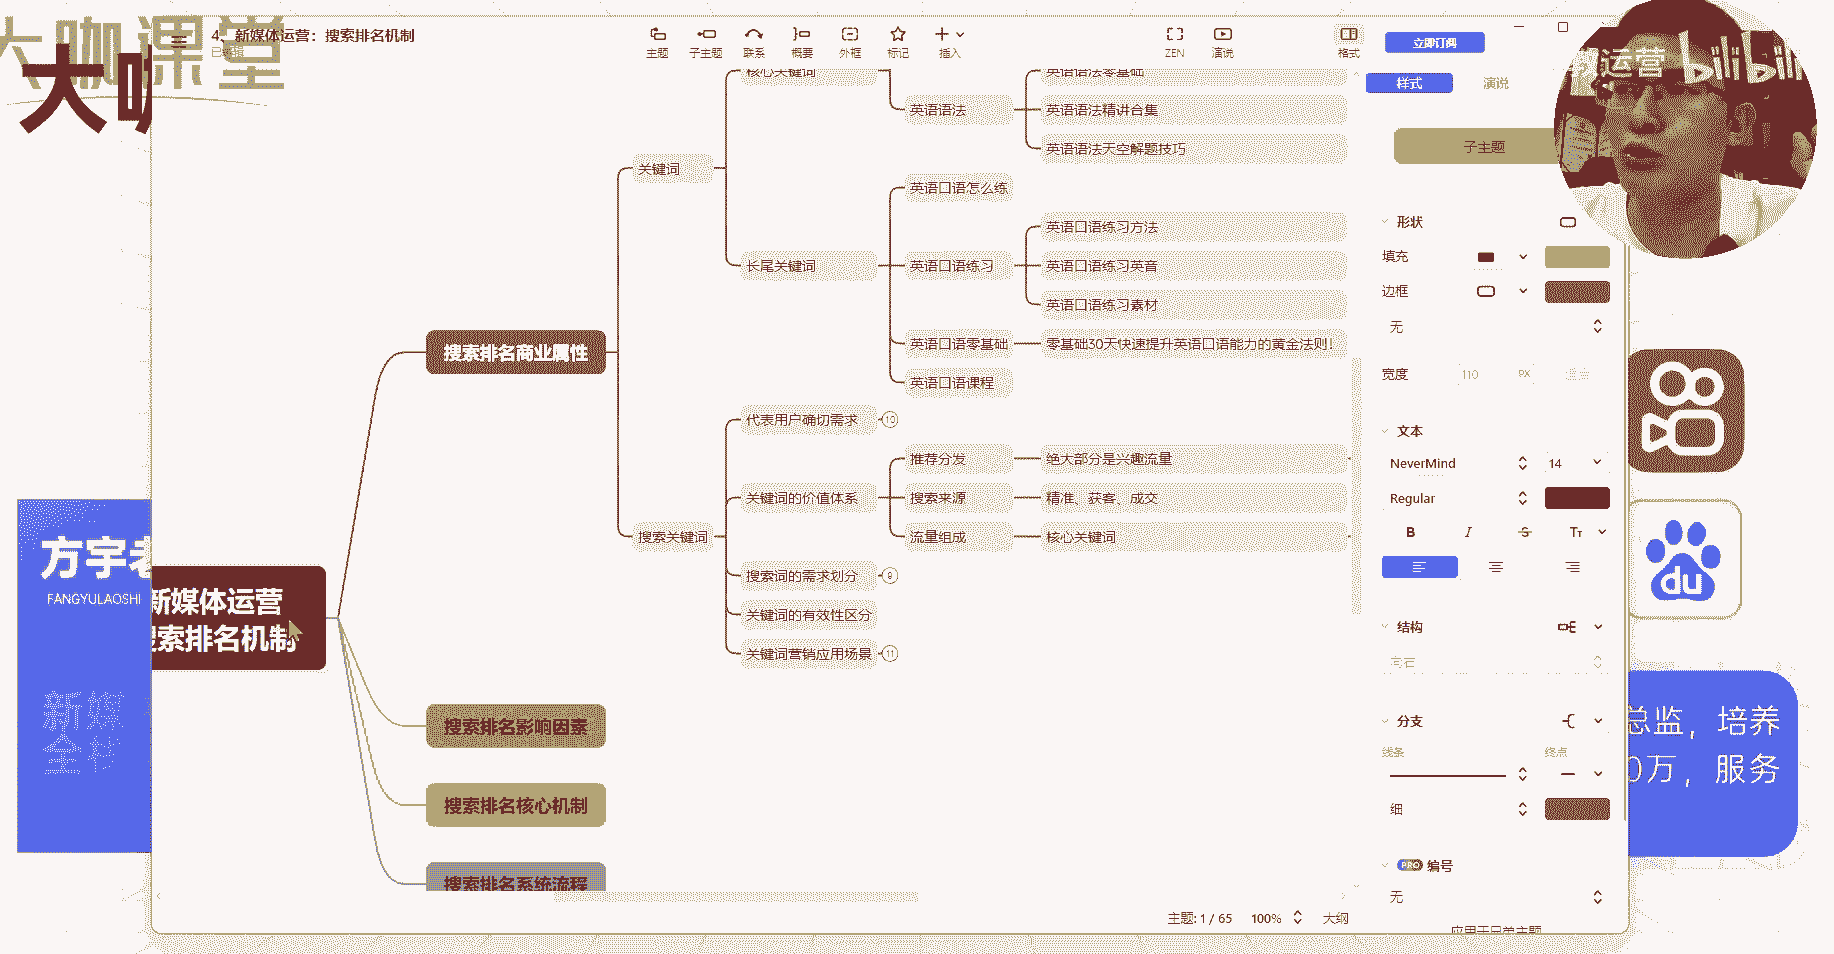 大咖课堂
大咖
4、新媒体运营：搜索排名机制
已编辑
主题
子主题
联系
概要
外框
标记
插入
ZEN
演说
格式
立即订阅
运营 bilibili
样式
演说
子主题
核心关键词
英语语法
英语语法零基础
英语语法精讲合集
英语语法天空解题技巧
关键词
长尾关键词
英语口语怎么练
英语口语练习
英语口语练习方法
英语口语练习英音
英语口语练习素材
英语口语零基础
零基础30天快速提升英语口语能力的黄金法则！
英语口语课程
搜索排名商业属性
搜索关键词
代表用户确切需求
10
关键词的价值体系
推荐分发
绝大部分是兴趣流量
搜索来源
精准、获客、成交
流量组成
核心关键词
搜索词的需求划分
9
关键词的有效性区分
关键词营销应用场景
11
新媒体运营
搜索排名机制
搜索排名影响因素
搜索排名核心机制
搜索排名系统流程
方宇老
FANGYULAOSHI
新媒
全栈
形状
填充
边框
无
宽度
110
PX
文本
NeverMind
14
Regular
B
I
S
Tт
结构
向右
分支
线条
终点
细
PRO 编号
无
应用于兄弟主题
主题: 1 / 65
100%
大纲
du
总监，培养
0万，服务